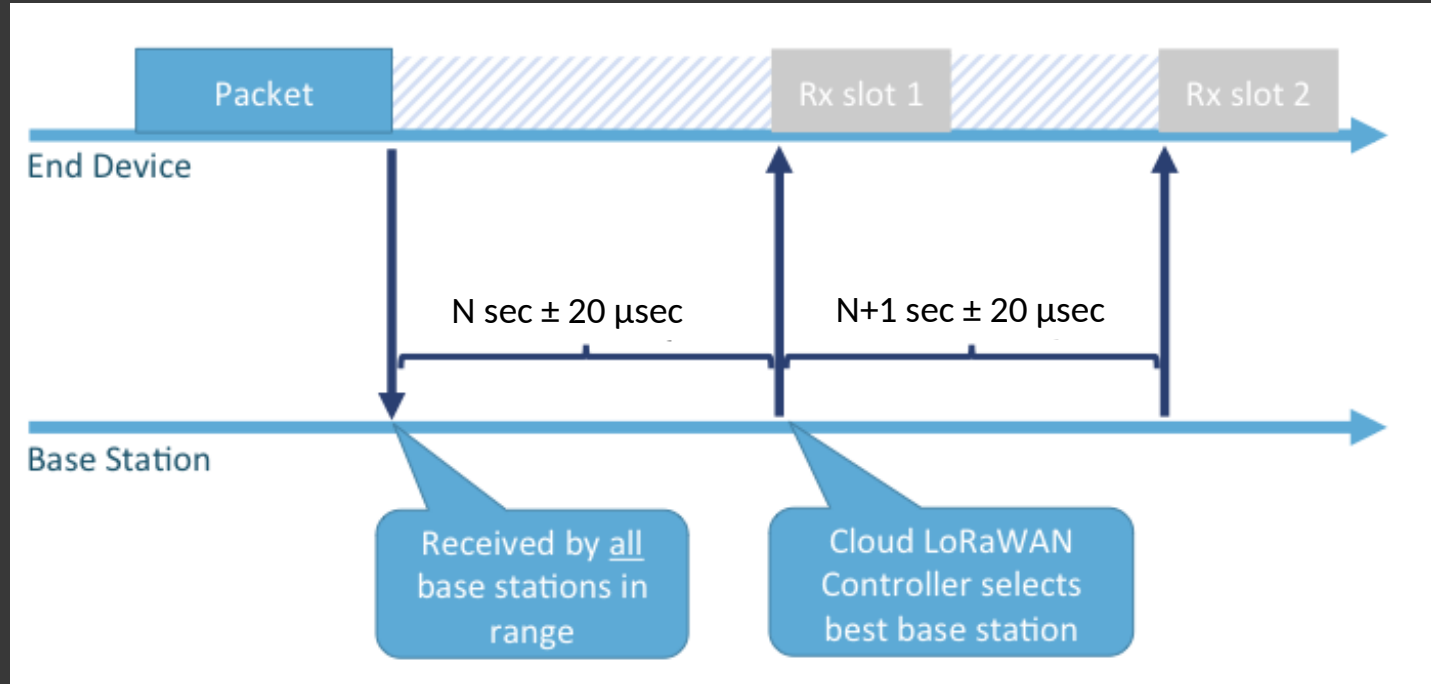 Packet
Rx slot 1
Rx slot 2
End Device
N sec ± 20 μsec
N+1 sec ± 20 μsec
Base Station
Received by all
base stations in
range
Cloud LoRaWAN
Controller selects
best base station